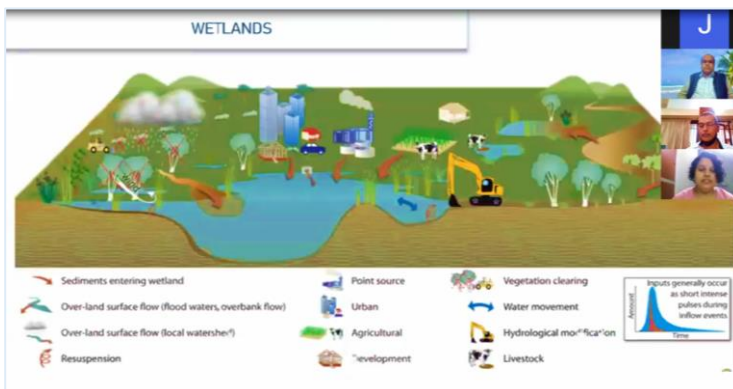 WETLANDS
J
Sediments entering wetland
Over-land surface flow (flood waters, overbank flow)
Over-land surface flow (local watershed)
Resuspension
Point source
Urban
Agricultural
Development
Vegetation clearing
Water movement
Hydrological modification
Livestock
Inputs generally occur
as short intense
pulses during
inflow events
Amount
Time